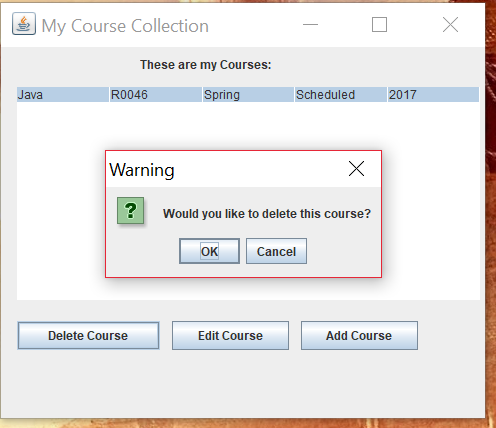 My Course Collection
These are my Courses:
Java R0046 Spring Scheduled 2017
Warning
?
Would you like to delete this course?
OK Cancel
Delete Course Edit Course Add Course